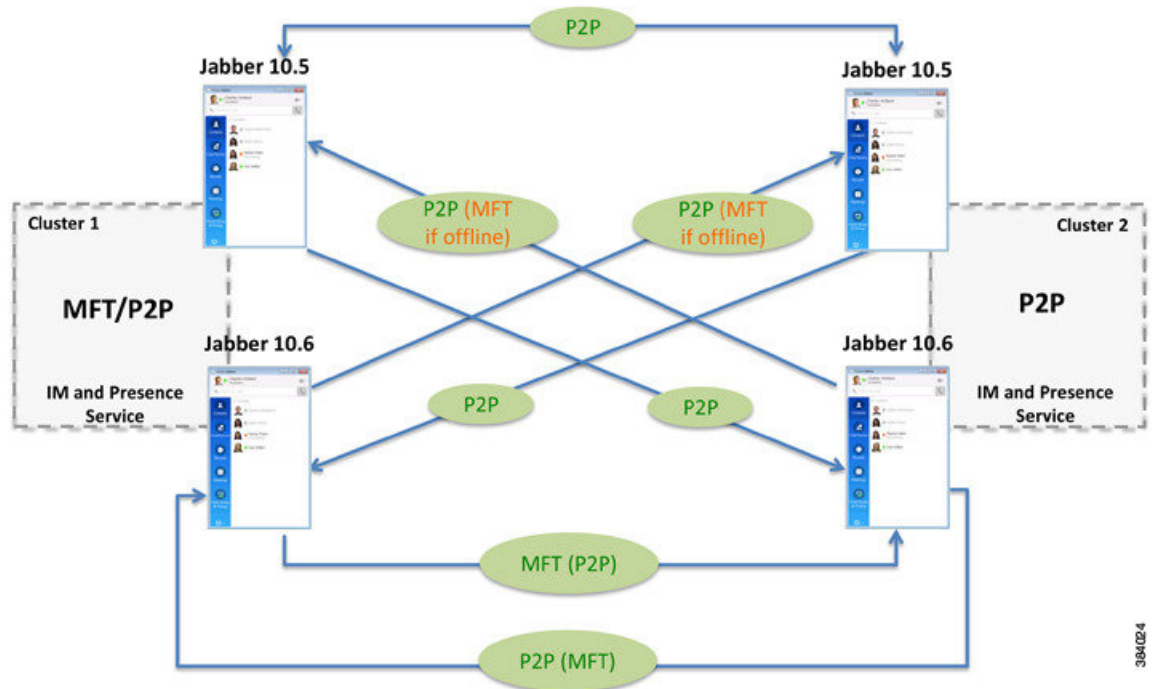 P2P
Jabber 10.5
Jabber 10.5
P2P (MFT
if offline)
P2P (MFT
if offline)
Cluster 1
Cluster 2
MFT/P2P
P2P
Jabber 10.6
Jabber 10.6
IM and Presence
Service
IM and Presence
Service
P2P
P2P
MFT (P2P)
P2P (MFT)
384024